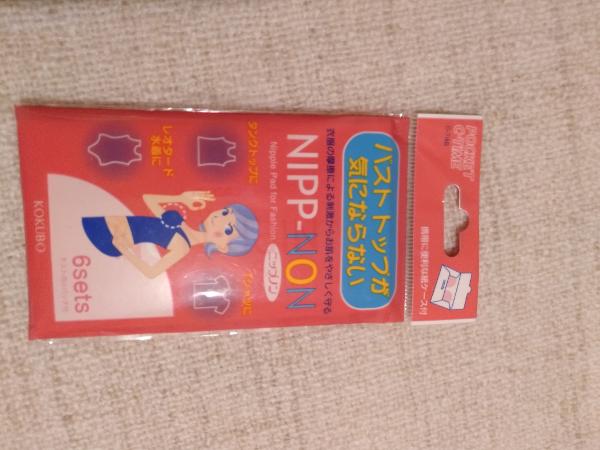 POCKET
携帯に便利な紙ケース付
バストトップが
気にならない
衣服の摩擦による刺激からお肌をやさしく守る
NIPP-NON
Nipple Pad for Fashion
ニップノン
タンクトップに
Tシャツに
レオタード
水着に
6sets
KOKUBO